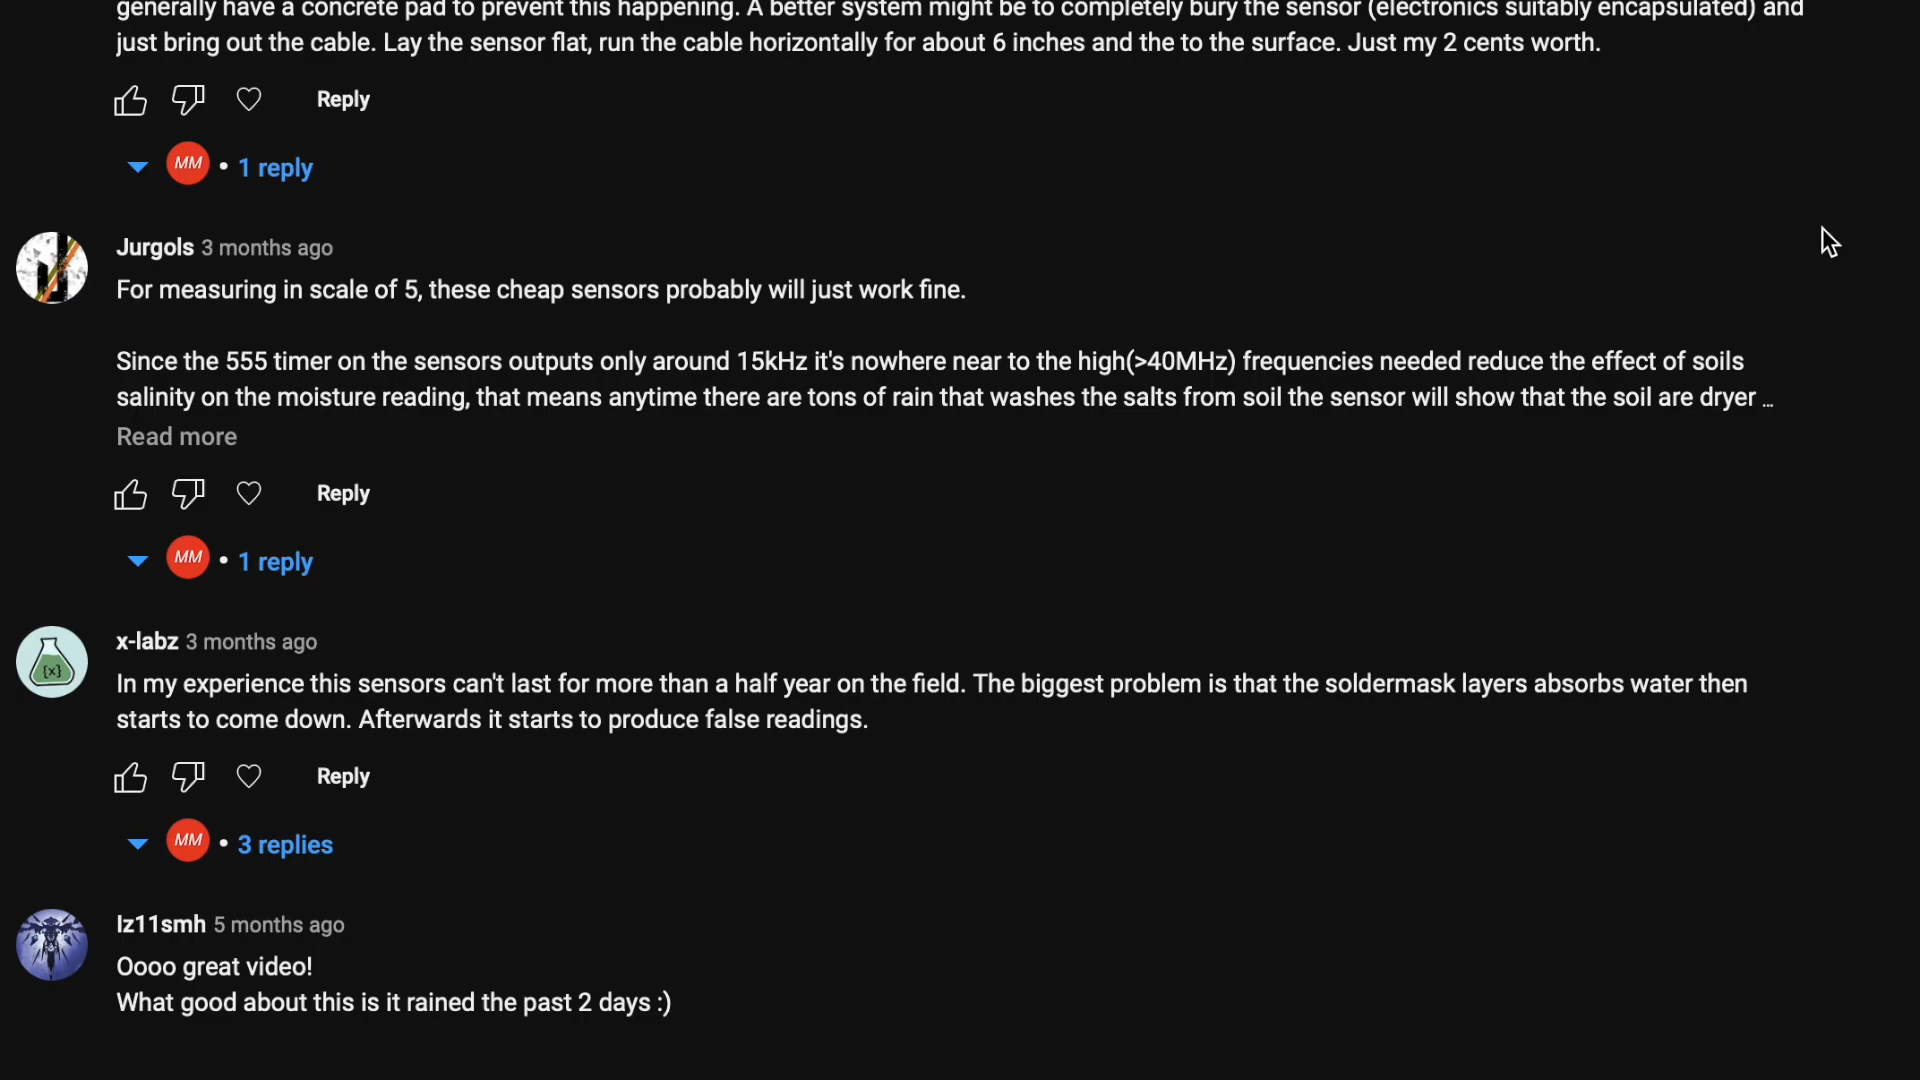 generally have a concrete pad to prevent this happening. A better system might be to completely bury the sensor (electronics suitably encapsulated) and
just bring out the cable. Lay the sensor flat, run the cable horizontally for about 6 inches and the to the surface. Just my 2 cents worth.
Reply
MM • 1 reply
Jurgols 3 months ago
For measuring in scale of 5, these cheap sensors probably will just work fine.
Since the 555 timer on the sensors outputs only around 15kHz it's nowhere near to the high(>40MHz) frequencies needed reduce the effect of soils
salinity on the moisture reading, that means anytime there are tons of rain that washes the salts from soil the sensor will show that the soil are dryer ...
Read more
Reply
MM • 1 reply
{x}
x-labz 3 months ago
In my experience this sensors can't last for more than a half year on the field. The biggest problem is that the soldermask layers absorbs water then
starts to come down. Afterwards it starts to produce false readings.
Reply
MM • 3 replies
Iz11smh 5 months ago
Oooo great video!
What good about this is it rained the past 2 days :)